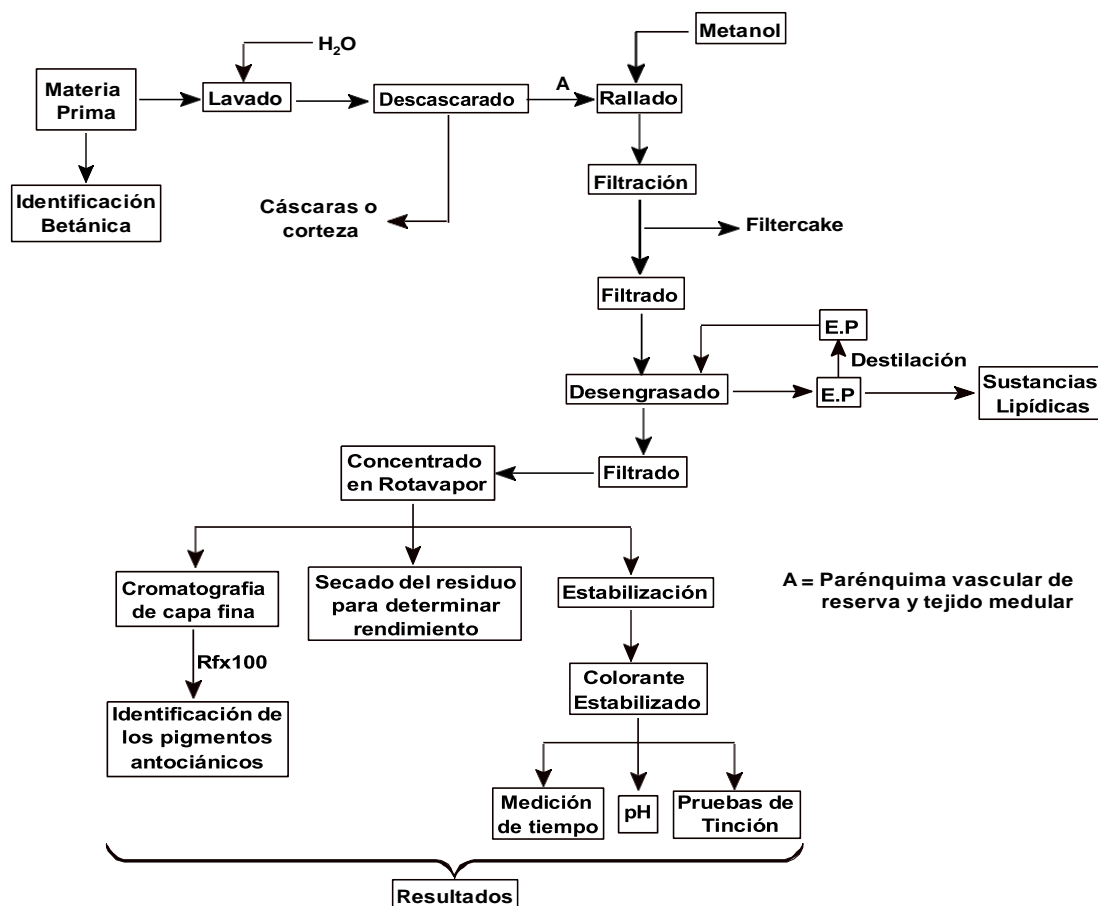 H₂O
Metanol
Materia
Prima
Lavado
Descascarado
A
Rallado
Identificación
Betánica
Cáscaras o
corteza
Filtración
Filtercake
Filtrado
E.P
Destilación
Desengrasado
E.P
Sustancias
Lipídicas
Concentrado
en Rotavapor
Filtrado
Cromatografia
de capa fina
Secado del residuo
para determinar
rendimiento
Estabilización
A = Parénquima vascular de
reserva y tejido medular
Rfx100
Colorante
Estabilizado
Identificación de
los pigmentos
antociánicos
Medición
de tiempo
pH
Pruebas de
Tinción
Resultados